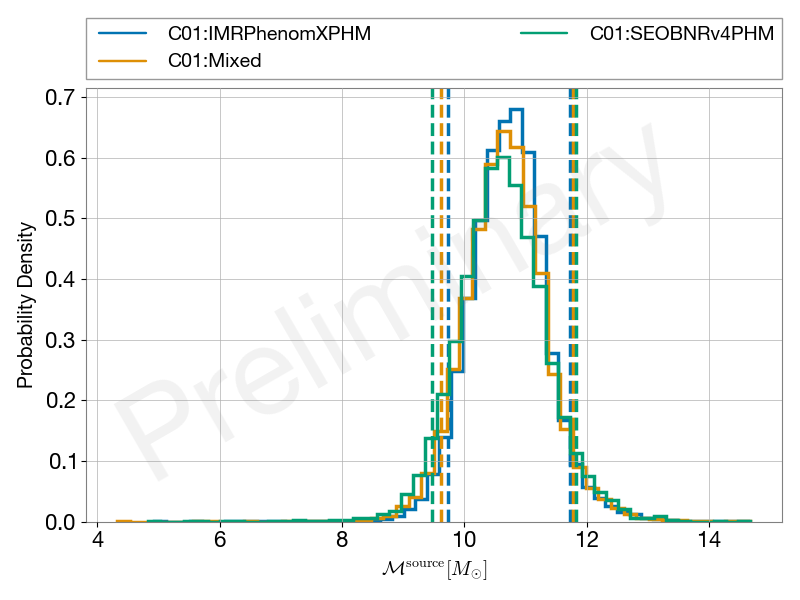 C01:IMRPhenomXPHM
C01:Mixed
C01:SEOBNRv4PHM
0.7
0.6
0.5
0.4
0.3
0.2
0.1
0.0
Probability Density
Preliminary
4 6 8 10 12 14
ℳ^source [M_⊙]